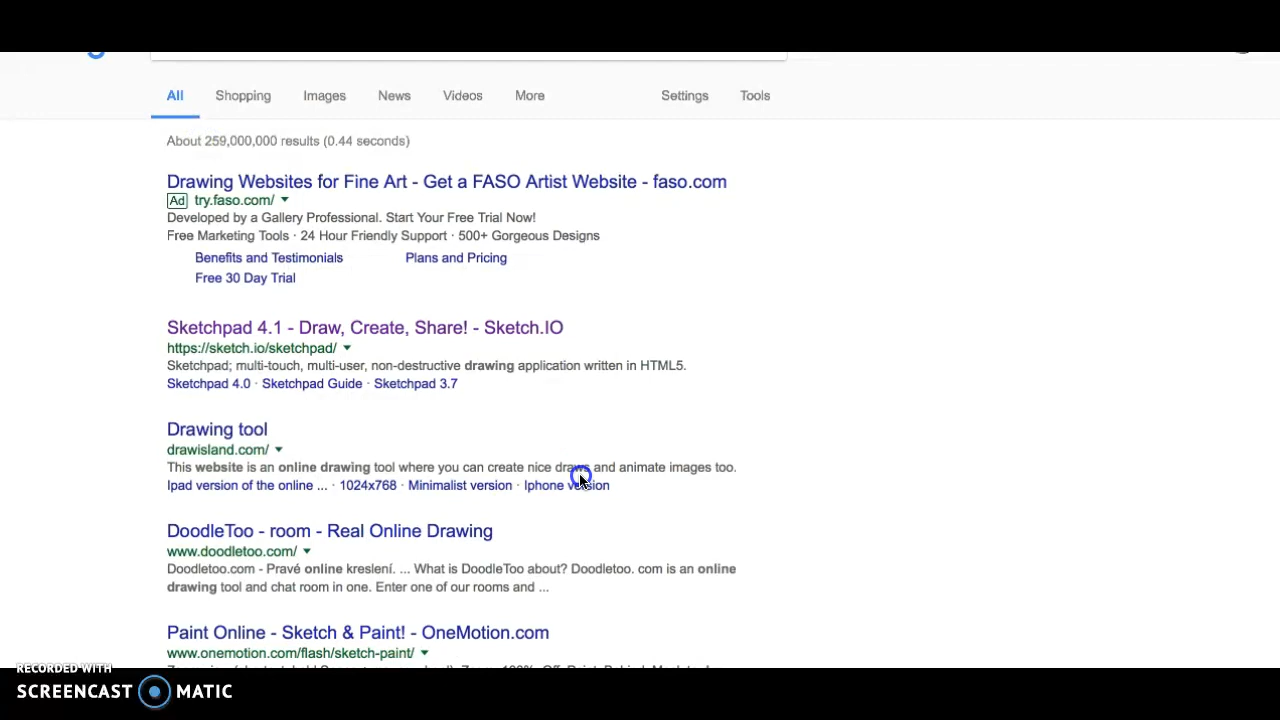 All Shopping Images News Videos More Settings Tools
About 259,000,000 results (0.44 seconds)
Drawing Websites for Fine Art - Get a FASO Artist Website - faso.com
Ad try.faso.com/
Developed by a Gallery Professional. Start Your Free Trial Now!
Free Marketing Tools · 24 Hour Friendly Support · 500+ Gorgeous Designs
Benefits and Testimonials Plans and Pricing
Free 30 Day Trial
Sketchpad 4.1 - Draw, Create, Share! - Sketch.IO
https://sketch.io/sketchpad/
Sketchpad; multi-touch, multi-user, non-destructive drawing application written in HTML5.
Sketchpad 4.0 · Sketchpad Guide · Sketchpad 3.7
Drawing tool
drawisland.com/
This website is an online drawing tool where you can create nice draws and animate images too.
Ipad version of the online ... · 1024x768 · Minimalist version · Iphone version
DoodleToo - room - Real Online Drawing
www.doodletoo.com/
Doodletoo.com - Pravé online kreslení. ... What is DoodleToo about? Doodletoo. com is an online
drawing tool and chat room in one. Enter one of our rooms and ...
Paint Online - Sketch & Paint! - OneMotion.com
www.onemotion.com/flash/sketch-paint/
RECORDED WITH
SCREENCAST MATIC